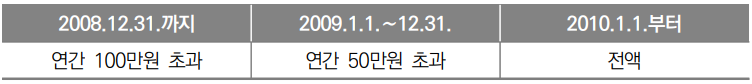 2008.12.31.까지 2009.1.1.~12.31. 2010.1.1.부터
연간 100만원 초과 연간 50만원 초과 전액